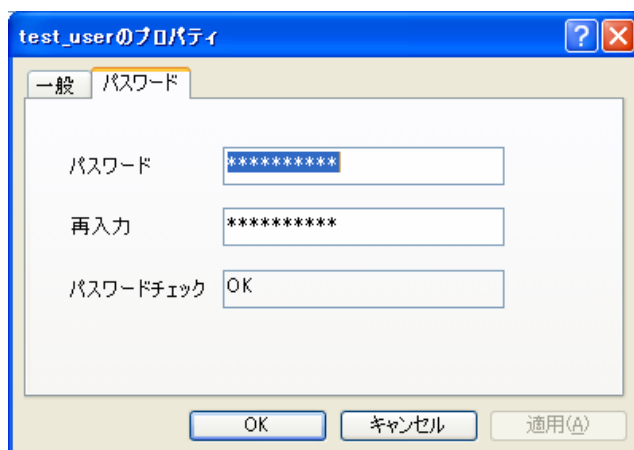 test_userのプロパティ
一般 パスワード
パスワード **********
再入力 **********
パスワードチェック OK
OK キャンセル 適用(A)